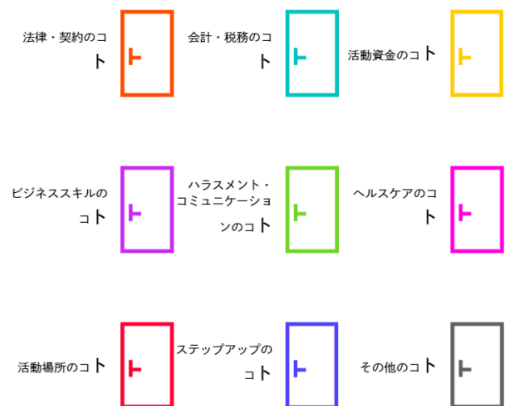 法律・契約のコ
ト
会計・税務のコ
ト
活動資金のコト
ビジネススキルの
コト
ハラスメント・
コミュニケーショ
ンのコト
ヘルスケアのコ
ト
活動場所のコト
ステップアップの
コト
その他のコト